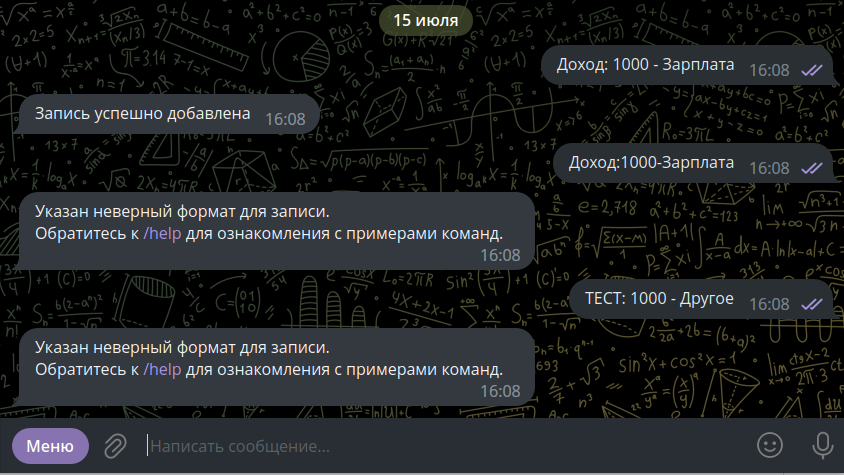 15 июля
Доход: 1000 - Зарплата 16:08
Запись успешно добавлена 16:08
Доход:1000-Зарплата 16:08
Указан неверный формат для записи.
Обратитесь к /help для ознакомления с примерами команд.
16:08
ТЕСТ: 1000 - Другое 16:08
Указан неверный формат для записи.
Обратитесь к /help для ознакомления с примерами команд.
16:08
Меню Написать сообщение...